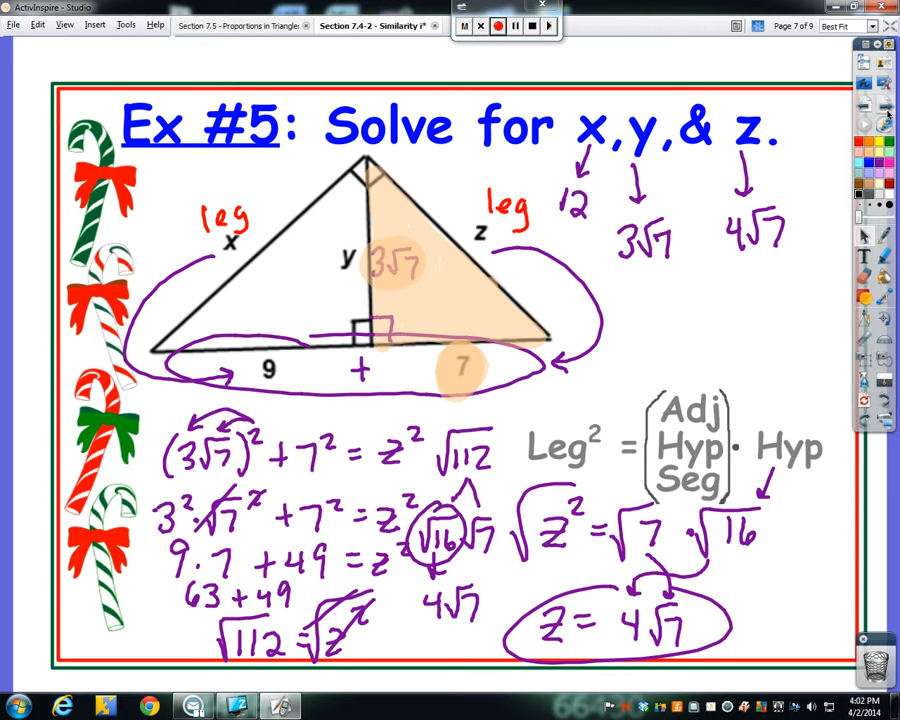 ActivInspire - Studio
File Edit View Insert Tools Help
Section 7.5 - Proportions in Triangle
Section 7.4-2 - Similarity i*
M
Page 7 of 9
Best Fit
Ex #5: Solve for x,y,& z.
12
3√7
4√7
leg
leg
x
y
3√7
z
9
+
7
(3√7)² + 7² = z²
√112
3²·√7² + 7² = z²
√16 √7
9·7 + 49 = z²
4√7
63 + 49
√112 = √z²
Leg² = (Adj Hyp Seg) · Hyp
√z² = √7 · √16
z = 4√7
4:02 PM
4/2/2014